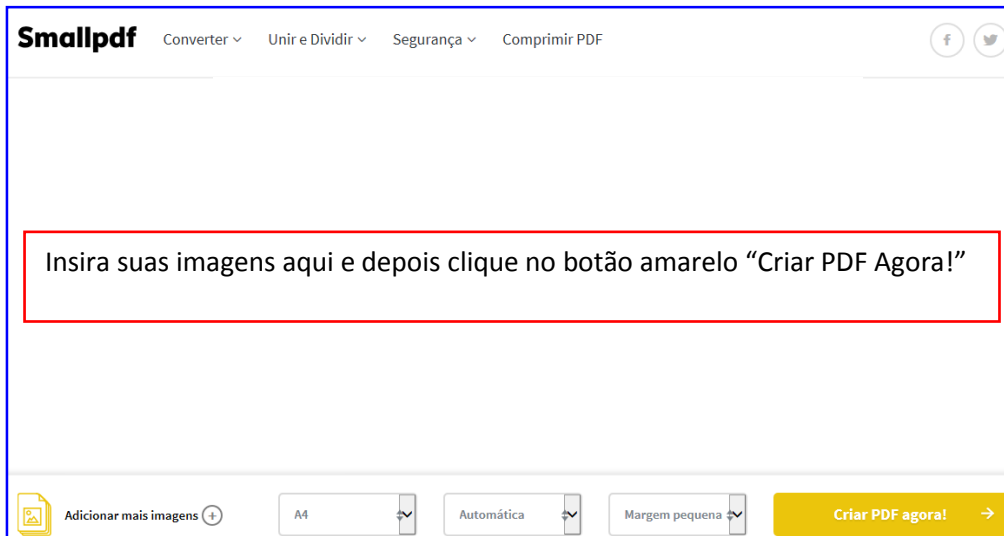 Smallpdf Converter Unir e Dividir Segurança Comprimir PDF
Insira suas imagens aqui e depois clique no botão amarelo “Criar PDF Agora!”
Adicionar mais imagens A4 Automática Margem pequena Criar PDF agora!